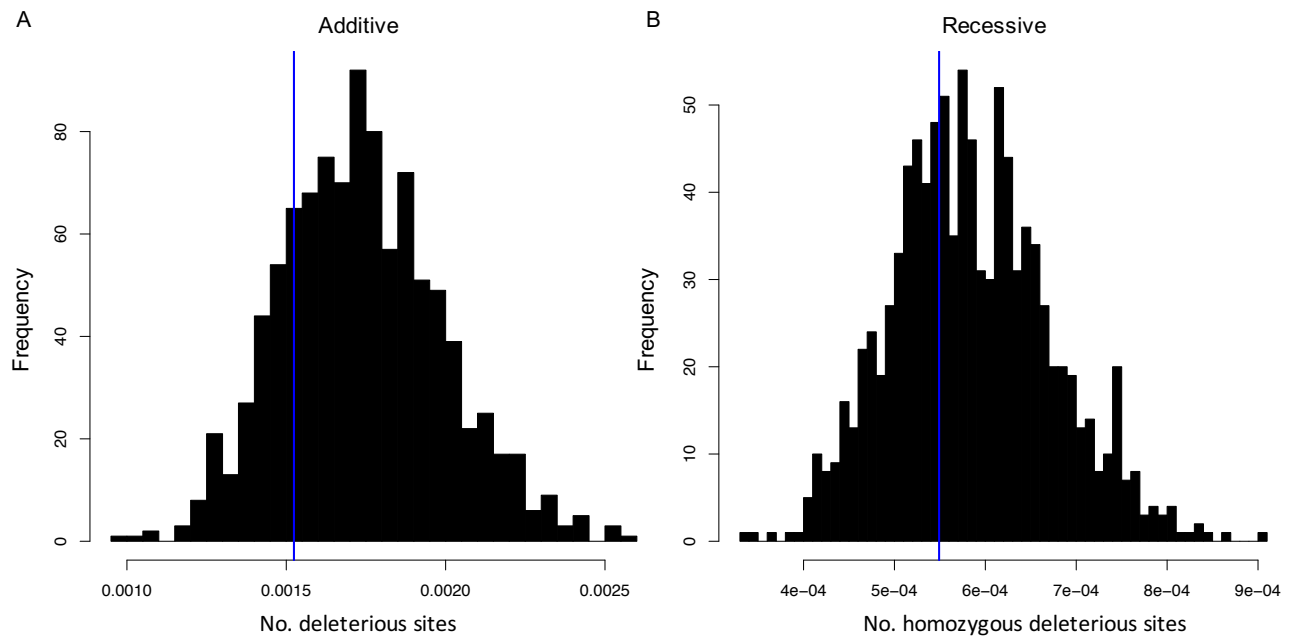 A
Additive
Frequency
0
20
40
60
80
0.0010
0.0015
0.0020
0.0025
No. deleterious sites
B
Recessive
Frequency
0
10
20
30
40
50
4e−04
5e−04
6e−04
7e−04
8e−04
9e−04
No. homozygous deleterious sites